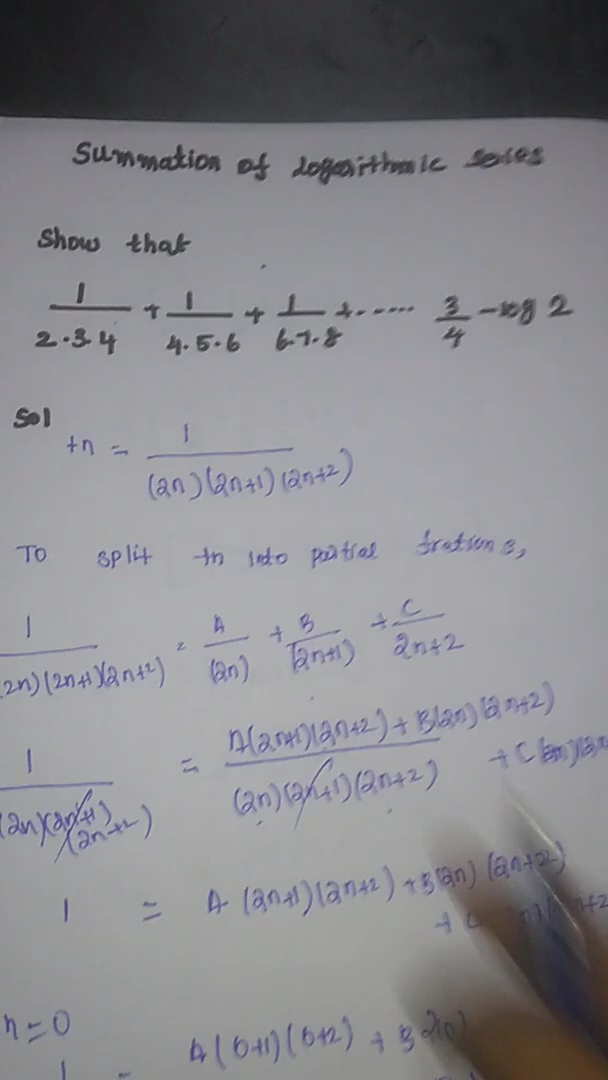 Summation of Logarithmic series
Show that
1/2·3·4 + 1/4·5·6 + 1/6·7·8 + ..... 3/4 - log 2
Sol
tn = 1/(2n)(2n+1)(2n+2)
To split tn into partial frations,
1/(2n)(2n+1)(2n+2) = A/(2n) + B/(2n+1) + C/2n+2
1/(2n)(2n+1)(2n+2) = A(2n+1)(2n+2) + B(2n)(2n+2)/(2n)(2n+1)(2n+2) + C(2n)
1 = A(2n+1)(2n+2) + B(2n)(2n+2)
n=0
A(0+1)(0+2) + B